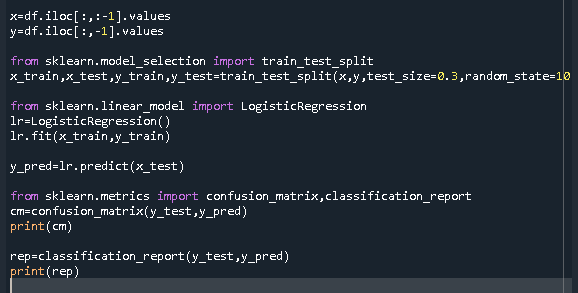 x=df.iloc[:,:-1].values
y=df.iloc[:,-1].values
from sklearn.model_selection import train_test_split
x_train,x_test,y_train,y_test=train_test_split(x,y,test_size=0.3,random_state=10
from sklearn.linear_model import LogisticRegression
lr=LogisticRegression()
lr.fit(x_train,y_train)
y_pred=lr.predict(x_test)
from sklearn.metrics import confusion_matrix,classification_report
cm=confusion_matrix(y_test,y_pred)
print(cm)
rep=classification_report(y_test,y_pred)
print(rep)